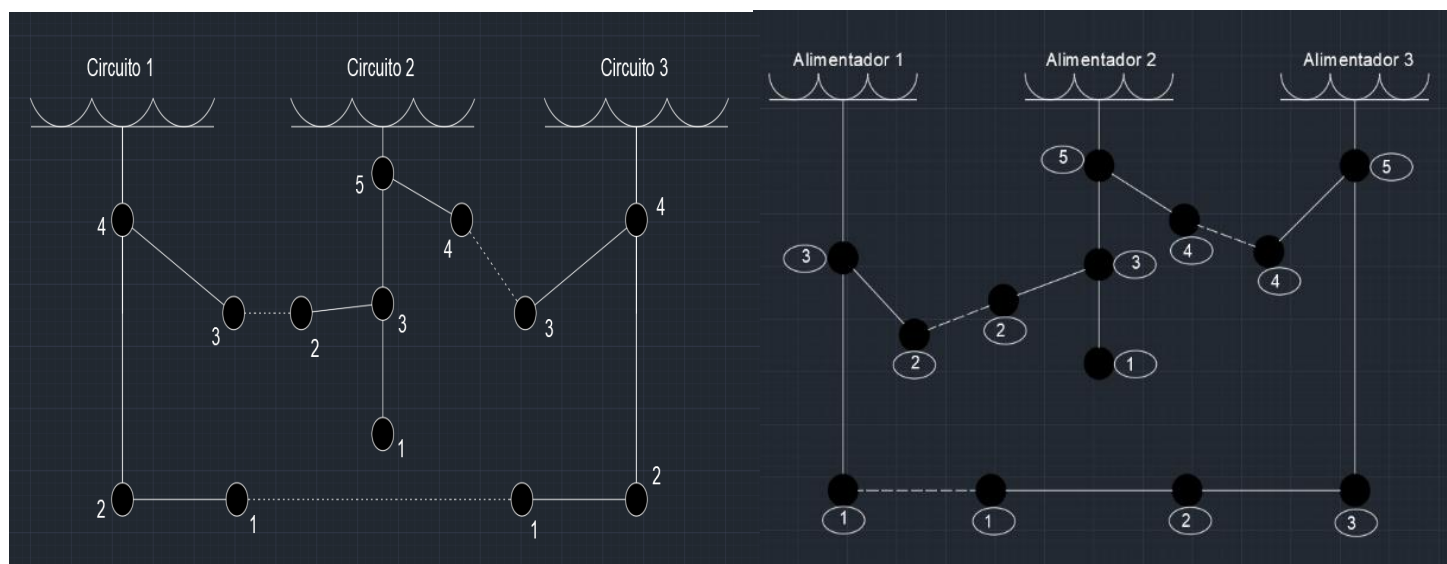 Circuito 1 Circuito 2 Circuito 3
5
4 4
4
3 2 3 3
1
2 2
1 1
Alimentador 1 Alimentador 2 Alimentador 3
5 5
3 3 4 4
2 2 1
1 1 2 3